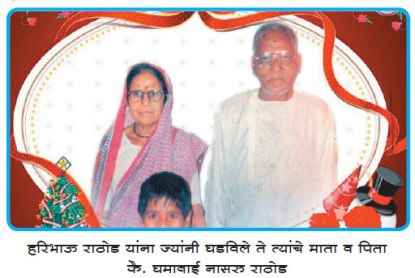 हरिभाऊ राठोड यांना ज्यांनी घडविले ते त्यांचे माता व पिता
कै. घमाबाई नासरु राठोड